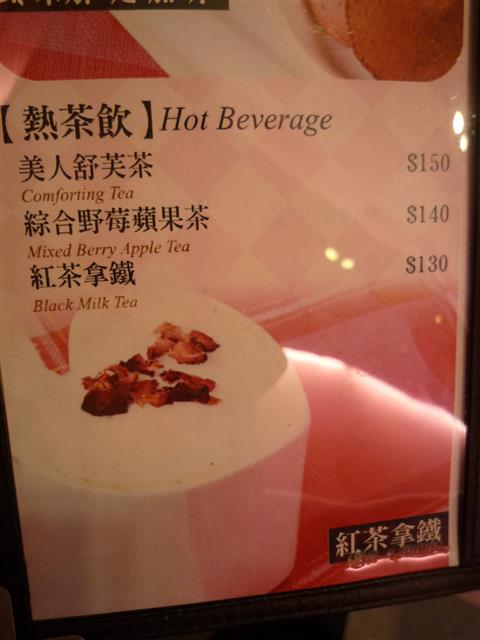 【熱茶飲】Hot Beverage
美人舒芙茶 $150
Comforting Tea
綜合野莓蘋果茶 $140
Mixed Berry Apple Tea
紅茶拿鐵 $130
Black Milk Tea
紅茶拿鐵